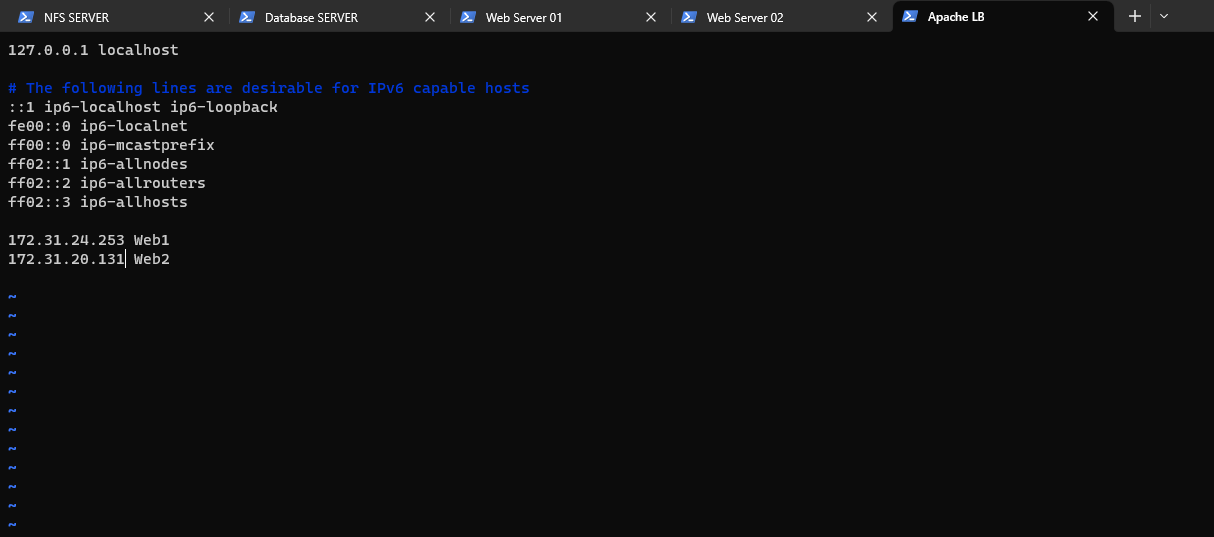 NFS SERVER Database SERVER Web Server 01 Web Server 02 Apache LB
127.0.0.1 localhost
# The following lines are desirable for IPv6 capable hosts
::1 ip6-localhost ip6-loopback
fe00::0 ip6-localnet
ff00::0 ip6-mcastprefix
ff02::1 ip6-allnodes
ff02::2 ip6-allrouters
ff02::3 ip6-allhosts
172.31.24.253 Web1
172.31.20.131 Web2
~
~
~
~
~
~
~
~
~
~
~
~
~